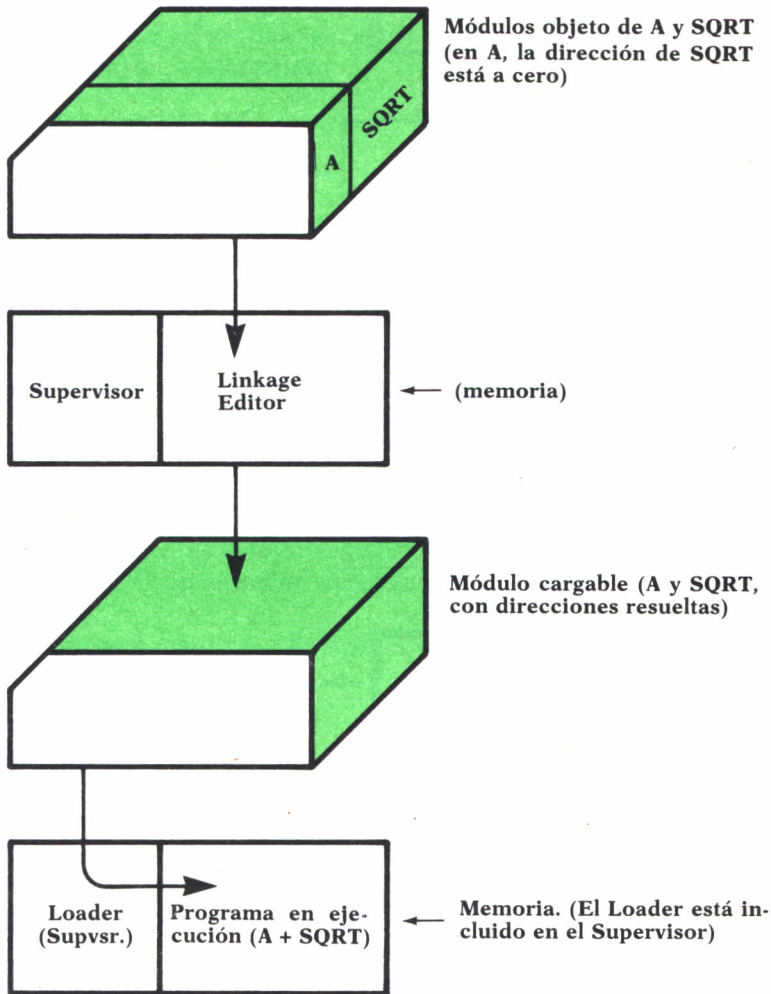 Módulos objeto de A y SQRT
(en A, la dirección de SQRT
está a cero)
A
SQRT
Supervisor
Linkage
Editor
(memoria)
Módulo cargable (A y SQRT,
con direcciones resueltas)
Loader
(Supvsr.)
Programa en eje-
cución (A + SQRT)
Memoria. (El Loader está in-
cluido en el Supervisor)